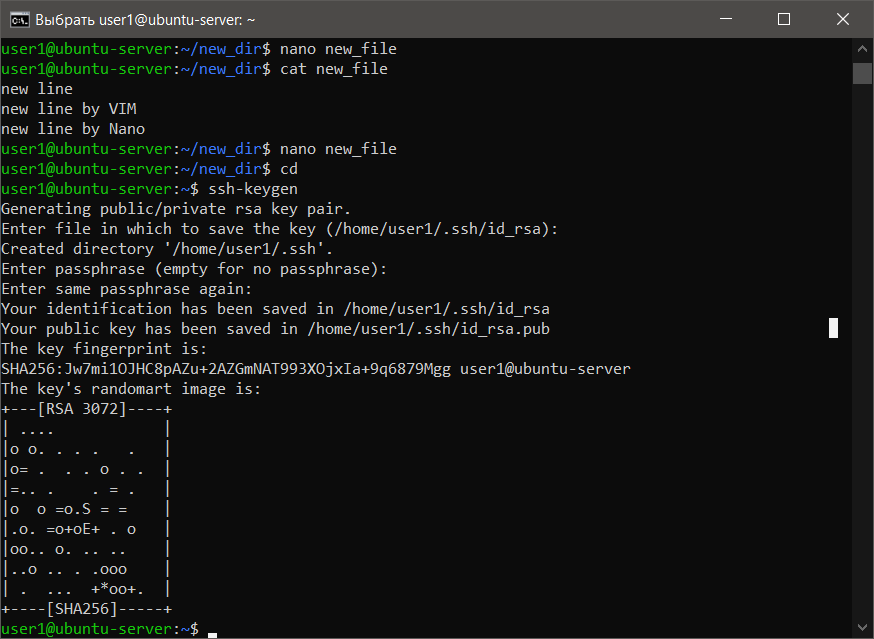 Выбрать user1@ubuntu-server: ~
user1@ubuntu-server:~/new_dir$ nano new_file
user1@ubuntu-server:~/new_dir$ cat new_file
new line
new line by VIM
new line by Nano
user1@ubuntu-server:~/new_dir$ nano new_file
user1@ubuntu-server:~/new_dir$ cd
user1@ubuntu-server:~$ ssh-keygen
Generating public/private rsa key pair.
Enter file in which to save the key (/home/user1/.ssh/id_rsa):
Created directory '/home/user1/.ssh'.
Enter passphrase (empty for no passphrase):
Enter same passphrase again:
Your identification has been saved in /home/user1/.ssh/id_rsa
Your public key has been saved in /home/user1/.ssh/id_rsa.pub
The key fingerprint is:
SHA256:Jw7mi1OJHC8pAZu+2AZGmNAT993XOjxIa+9q6879Mgg user1@ubuntu-server
The key's randomart image is:
+---[RSA 3072]----+
| ....            |
|o o. . . .   .   |
|o= .  . . o . .  |
|=.. .    . = .   |
|o  o =o.S = =    |
|.o. =o+oE+ . o   |
|oo.. o. .. ..    |
|..o .. . .ooo    |
| .  ...  +*oo+.  |
+----[SHA256]-----+
user1@ubuntu-server:~$